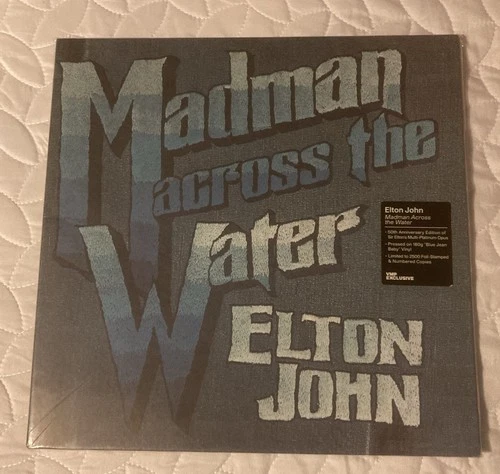 Madman
across the
Water
ELTON
JOHN
Elton John
Madman Across
the Water
- 50th Anniversary Edition of
Sir Elton's Multi-Platinum Opus
- Pressed on 180g "Blue Jean
Baby" Vinyl
- Limited to 2500 Foil-Stamped
& Numbered Copies
VMP
EXCLUSIVE